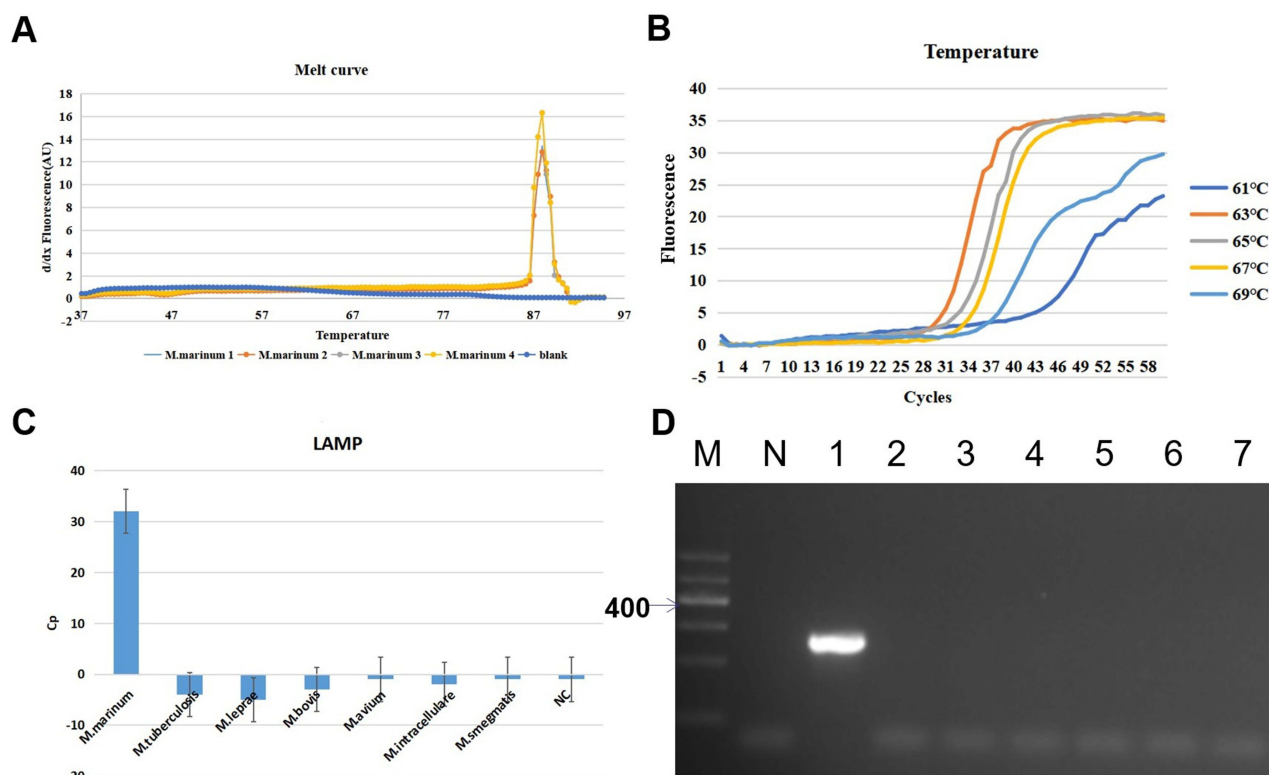 A
Melt curve
d/dx Fluorescence(AU)
18
16
14
12
10
8
6
4
2
0
-2
37 47 57 67 77 87 97
Temperature
M.marinum 1 M.marinum 2 M.marinum 3 M.marinum 4 blank
B
Temperature
Fluorescence
40
35
30
25
20
15
10
5
0
-5
1 4 7 10 13 16 19 22 25 28 31 34 37 40 43 46 49 52 55 58
Cycles
61°C
63°C
65°C
67°C
69°C
C
LAMP
Cp
40
30
20
10
0
-10
M.marinum
M.tuberculosis
M.leprae
M.bovis
M.avium
M.intracellulare
M.smegmatis
NC
D
M N 1 2 3 4 5 6 7
400